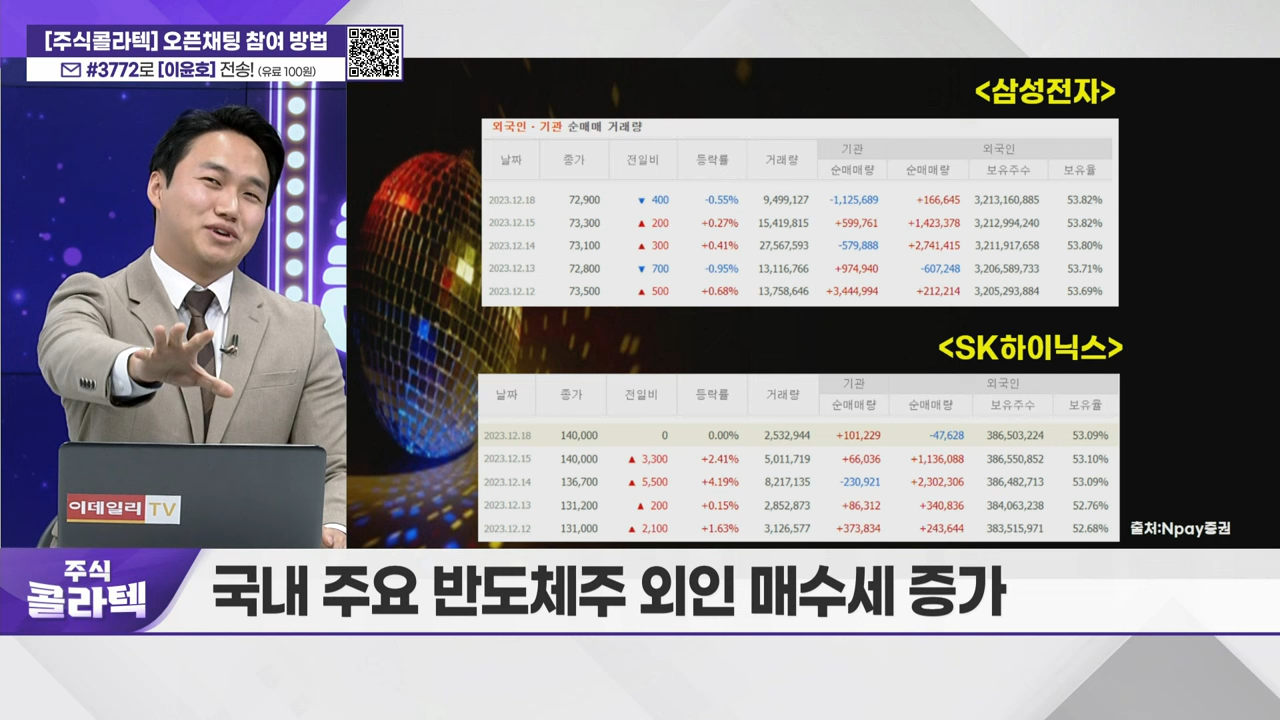 [주식콜라텍] 오픈채팅 참여 방법
#3772로 [이윤호] 전송! (유료 100원)
<삼성전자>
외국인 · 기관 순매매 거래량
날짜 종가 전일비 등락률 거래량 기관 외국인
순매매량 순매매량 보유주수 보유율
2023.12.18 72,900 ▼ 400 -0.55% 9,499,127 -1,125,689 +166,645 3,213,160,885 53.82%
2023.12.15 73,300 ▲ 200 +0.27% 15,419,815 +599,761 +1,423,378 3,212,994,240 53.82%
2023.12.14 73,100 ▲ 300 +0.41% 27,567,593 -579,888 +2,741,415 3,211,917,658 53.80%
2023.12.13 72,800 ▼ 700 -0.95% 13,116,766 +974,940 -607,248 3,206,589,733 53.71%
2023.12.12 73,500 ▲ 500 +0.68% 13,758,646 +3,444,994 +212,214 3,205,293,884 53.69%
<SK하이닉스>
날짜 종가 전일비 등락률 거래량 기관 외국인
순매매량 순매매량 보유주수 보유율
2023.12.18 140,000 0 0.00% 2,532,944 +101,229 -47,628 386,503,224 53.09%
2023.12.15 140,000 ▲ 3,300 +2.41% 5,011,719 +66,036 +1,136,088 386,550,852 53.10%
2023.12.14 136,700 ▲ 5,500 +4.19% 8,217,135 -230,921 +2,302,306 386,482,713 53.09%
2023.12.13 131,200 ▲ 200 +0.15% 2,852,873 +86,312 +340,836 384,063,238 52.76%
2023.12.12 131,000 ▲ 2,100 +1.63% 3,126,577 +373,834 +243,644 383,515,971 52.68%
출처:Npay증권
이데일리 TV
주식
콜라텍
국내 주요 반도체주 외인 매수세 증가